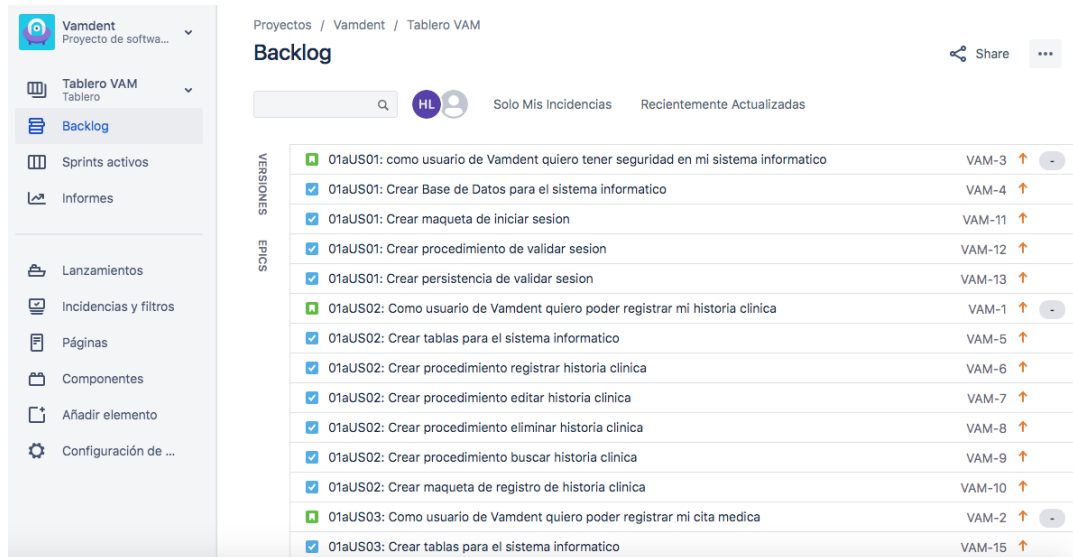 Vamdent
Proyecto de softwa...
Tablero VAM
Tablero
Backlog
Sprints activos
Informes
Lanzamientos
Incidencias y filtros
Páginas
Componentes
Añadir elemento
Configuración de ...
Proyectos / Vamdent / Tablero VAM
Backlog
Share
HL
Solo Mis Incidencias
Recientemente Actualizadas
VERSIONES
EPICS
01aUS01: como usuario de Vamdent quiero tener seguridad en mi sistema informatico VAM-3 -
01aUS01: Crear Base de Datos para el sistema informatico VAM-4
01aUS01: Crear maqueta de iniciar sesion VAM-11
01aUS01: Crear procedimiento de validar sesion VAM-12
01aUS01: Crear persistencia de validar sesion VAM-13
01aUS02: Como usuario de Vamdent quiero poder registrar mi historia clinica VAM-1 -
01aUS02: Crear tablas para el sistema informatico VAM-5
01aUS02: Crear procedimiento registrar historia clinica VAM-6
01aUS02: Crear procedimiento editar historia clinica VAM-7
01aUS02: Crear procedimiento eliminar historia clinica VAM-8
01aUS02: Crear procedimiento buscar historia clinica VAM-9
01aUS02: Crear maqueta de registro de historia clinica VAM-10
01aUS03: Como usuario de Vamdent quiero poder registrar mi cita medica VAM-2 -
01aUS03: Crear tablas para el sistema informatico VAM-15